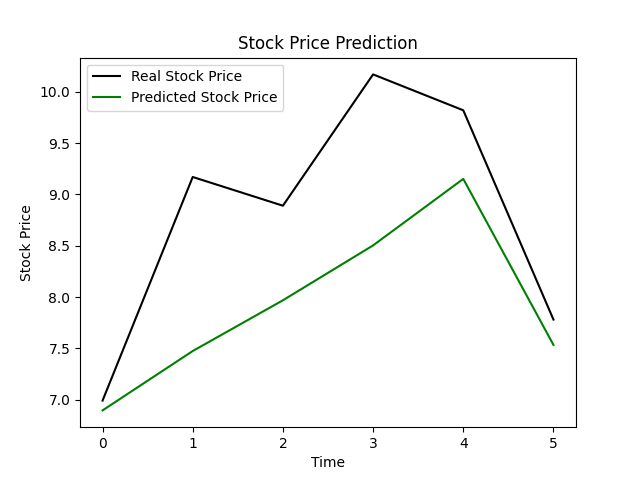 Stock Price Prediction
Real Stock Price
Predicted Stock Price
10.0
9.5
9.0
8.5
8.0
7.5
7.0
Stock Price
0 1 2 3 4 5
Time